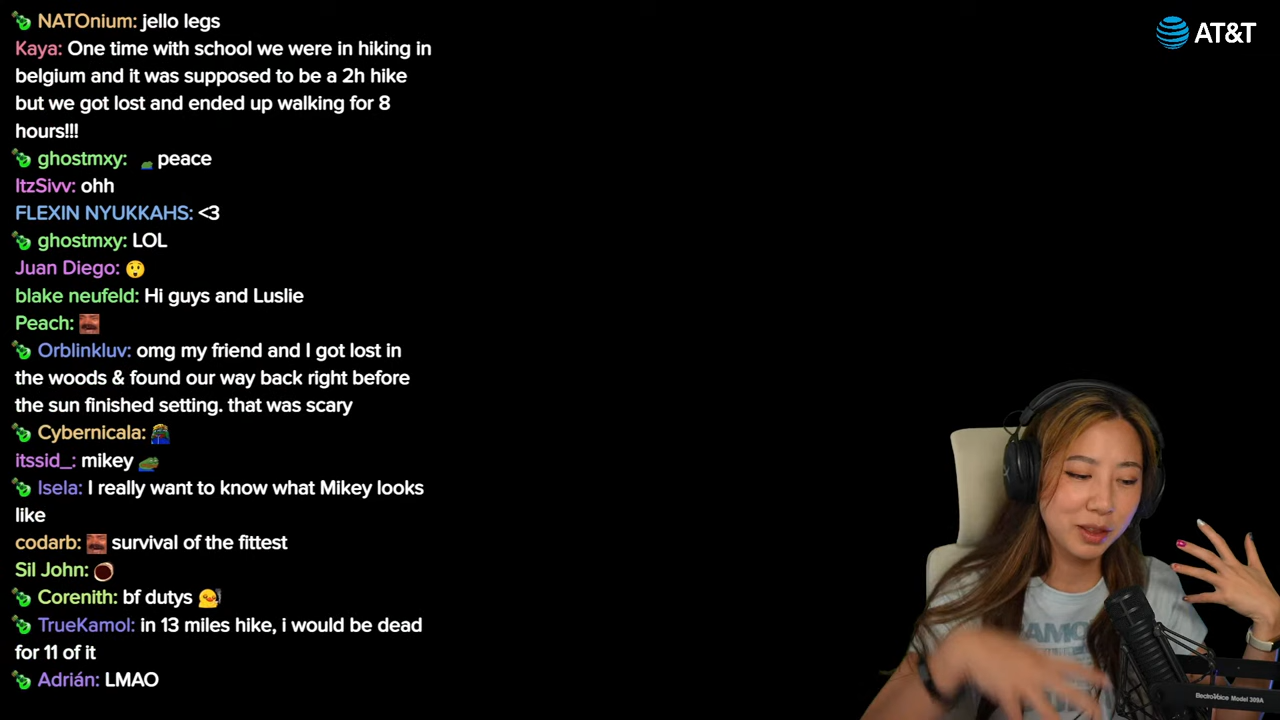 NATOnium: jello legs
Kaya: One time with school we were in hiking in
belgium and it was supposed to be a 2h hike
but we got lost and ended up walking for 8
hours!!!
ghostmxy: peace
ItzSivv: ohh
FLEXIN NYUKKAHS: <3
ghostmxy: LOL
Juan Diego: 😲
blake neufeld: Hi guys and Luslie
Peach:
Orblinkluv: omg my friend and I got lost in
the woods & found our way back right before
the sun finished setting. that was scary
Cybernicala:
itssid_: mikey
Isela: I really want to know what Mikey looks
like
codarb: survival of the fittest
Sil John:
Corenith: bf dutys
TrueKamol: in 13 miles hike, i would be dead
for 11 of it
Adrián: LMAO
AT&T
ElectroVoice Model 309A